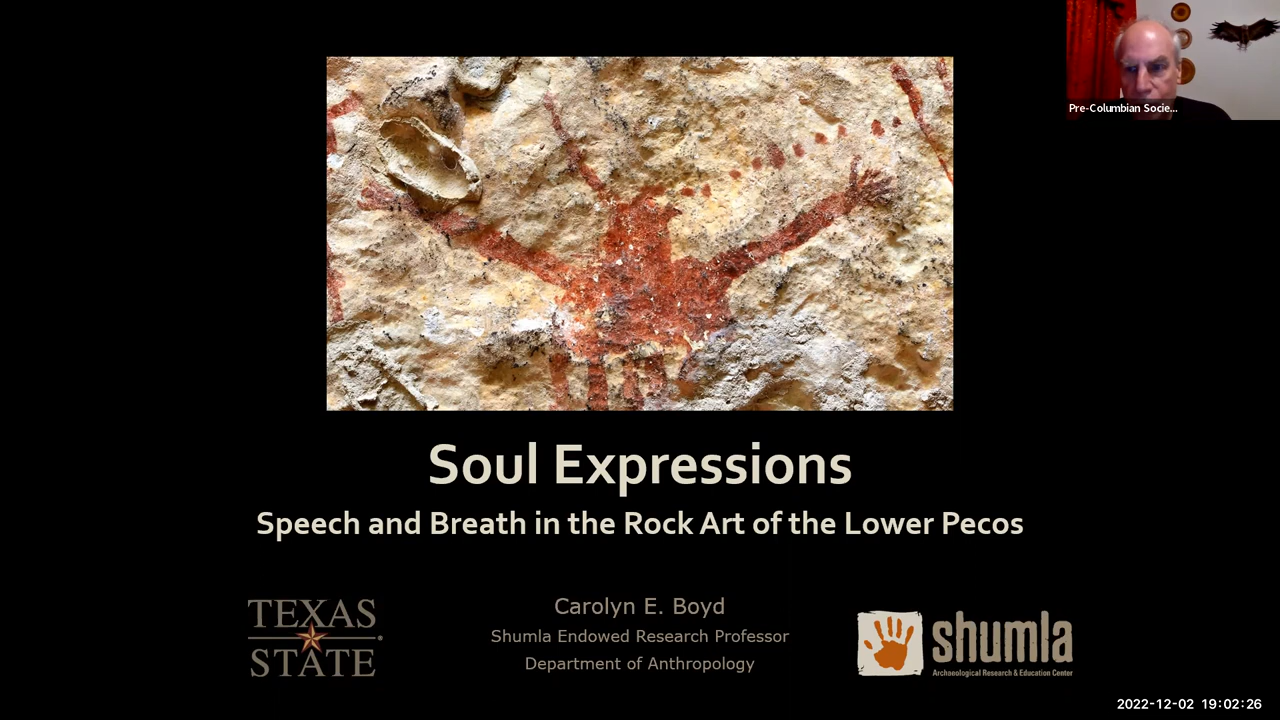 Pre-Columbian Socie...
Soul Expressions
Speech and Breath in the Rock Art of the Lower Pecos
TEXAS
STATE
®
Carolyn E. Boyd
Shumla Endowed Research Professor
Department of Anthropology
shumla
Archaeological Research & Education Center
2022-12-02 19:02:26